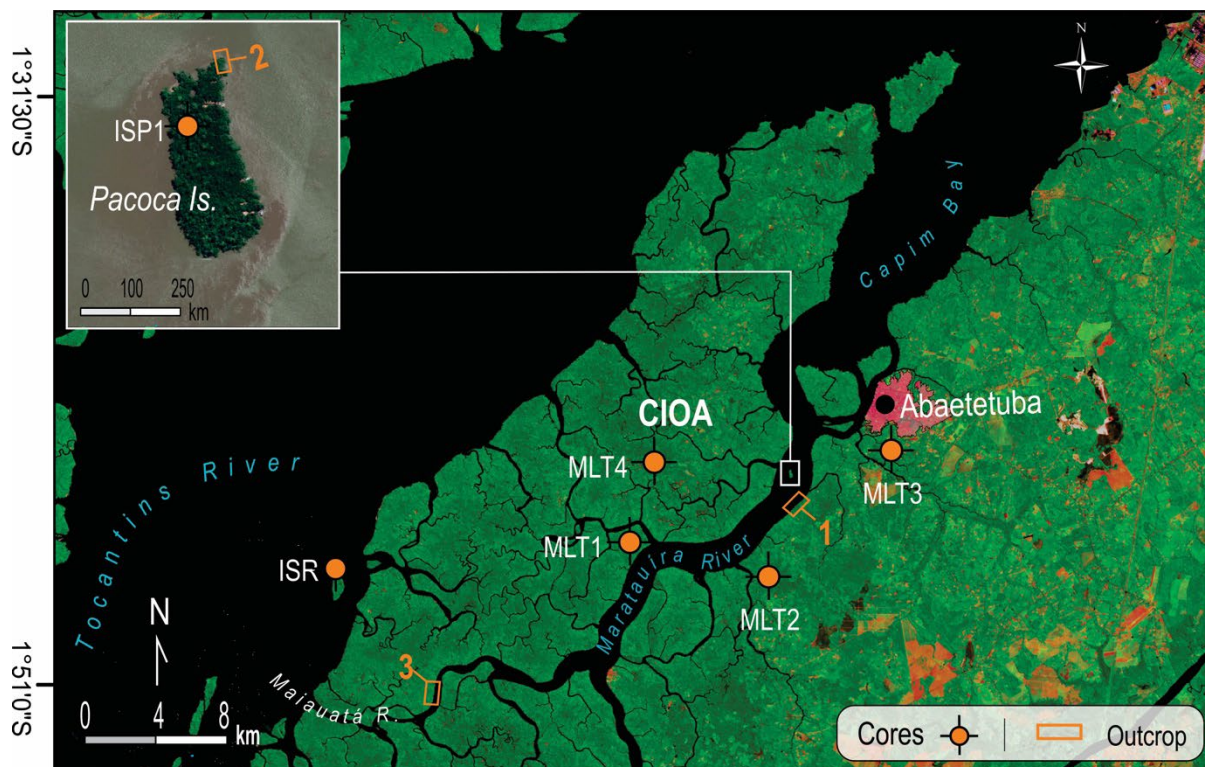 N
1°31'30"S
2
ISP1
Pacoca Is.
0 100 250
km
Capim Bay
CIOA
Abaetetuba
MLT4
MLT3
Tocantins River
1
MLT1
Maratauíra River
ISR
MLT2
N
3
1°51'0"S
Maiauatá R.
0 4 8
km
Cores
Outcrop